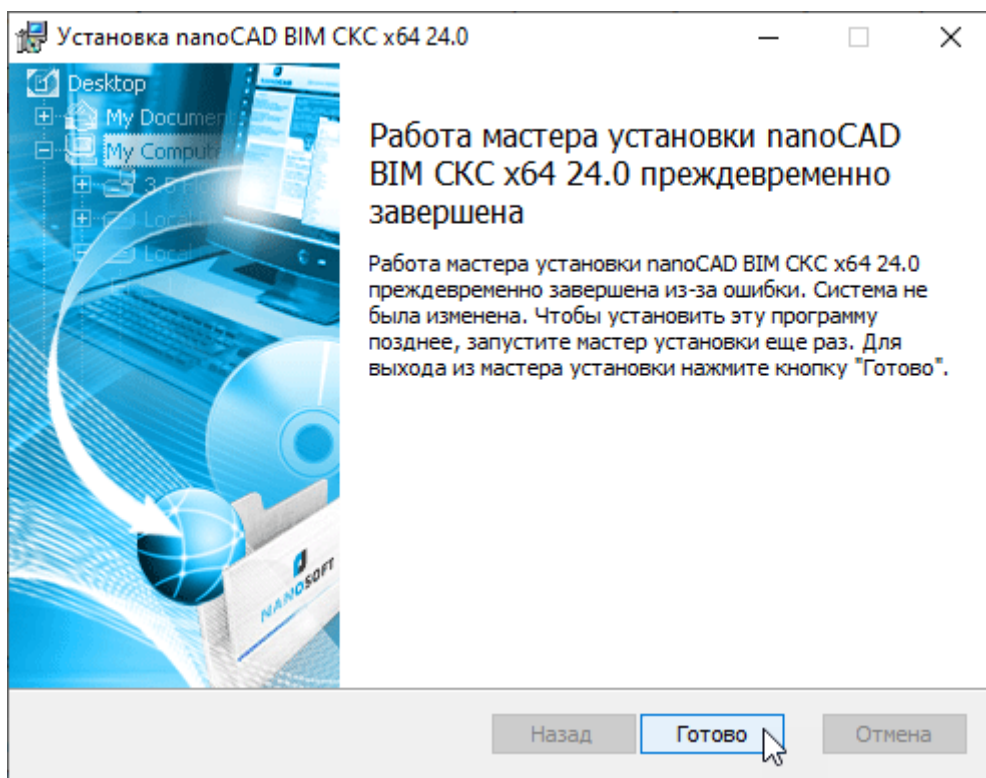 Установка nanoCAD BIM СКС x64 24.0
Desktop
My Documen
My Compute
Работа мастера установки nanoCAD
BIM СКС x64 24.0 преждевременно
завершена
Работа мастера установки nanoCAD BIM СКС x64 24.0
преждевременно завершена из-за ошибки. Система не
была изменена. Чтобы установить эту программу
позднее, запустите мастер установки еще раз. Для
выхода из мастера установки нажмите кнопку "Готово".
NANOSOFT
Назад
Готово
Отмена